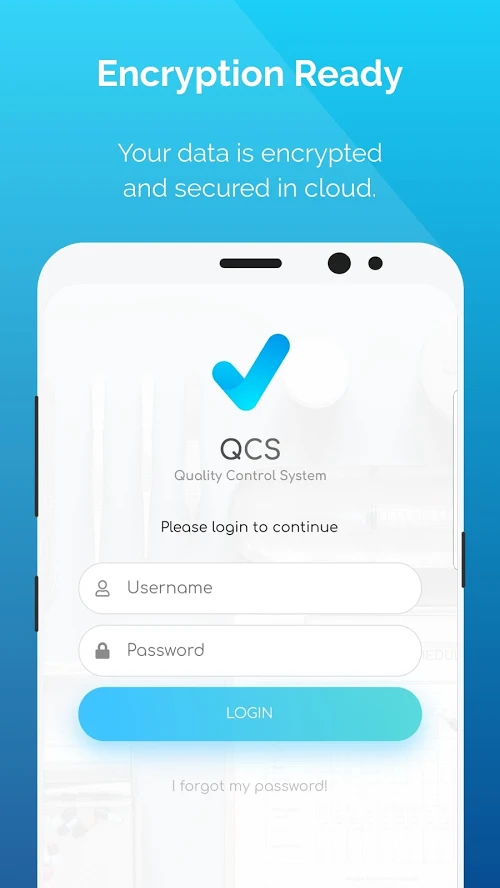 Encryption Ready
Your data is encrypted
and secured in cloud.
QCS
Quality Control System
Please login to continue
Username
Password
LOGIN
I forgot my password!